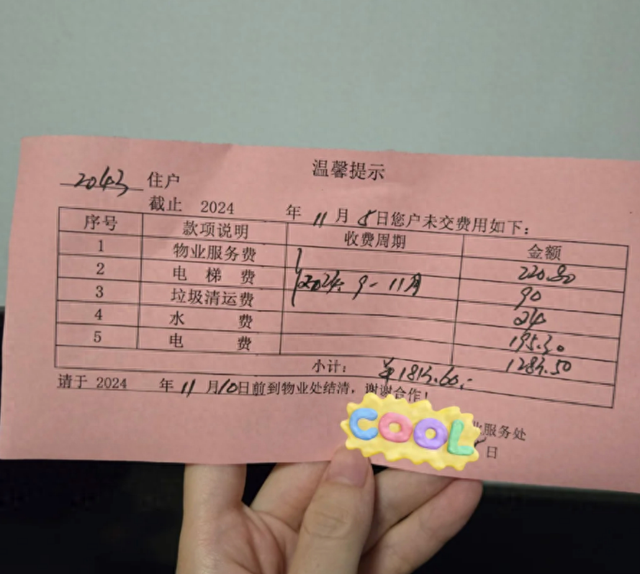 温馨提示
2043 住户
截止 2024 年 11 月 8 日您户未交费用如下:
序号 款项说明 收费周期 金额
1 物业服务费 220.80
2 电梯费 2024.9-11月 90
3 垃圾清运费 24
4 水费 195.30
5 电费 1284.50
小计: ¥1814.60.-
请于 2024 年 11 月 10 日前到物业处结清,谢谢合作!
COOL
业服务处
日